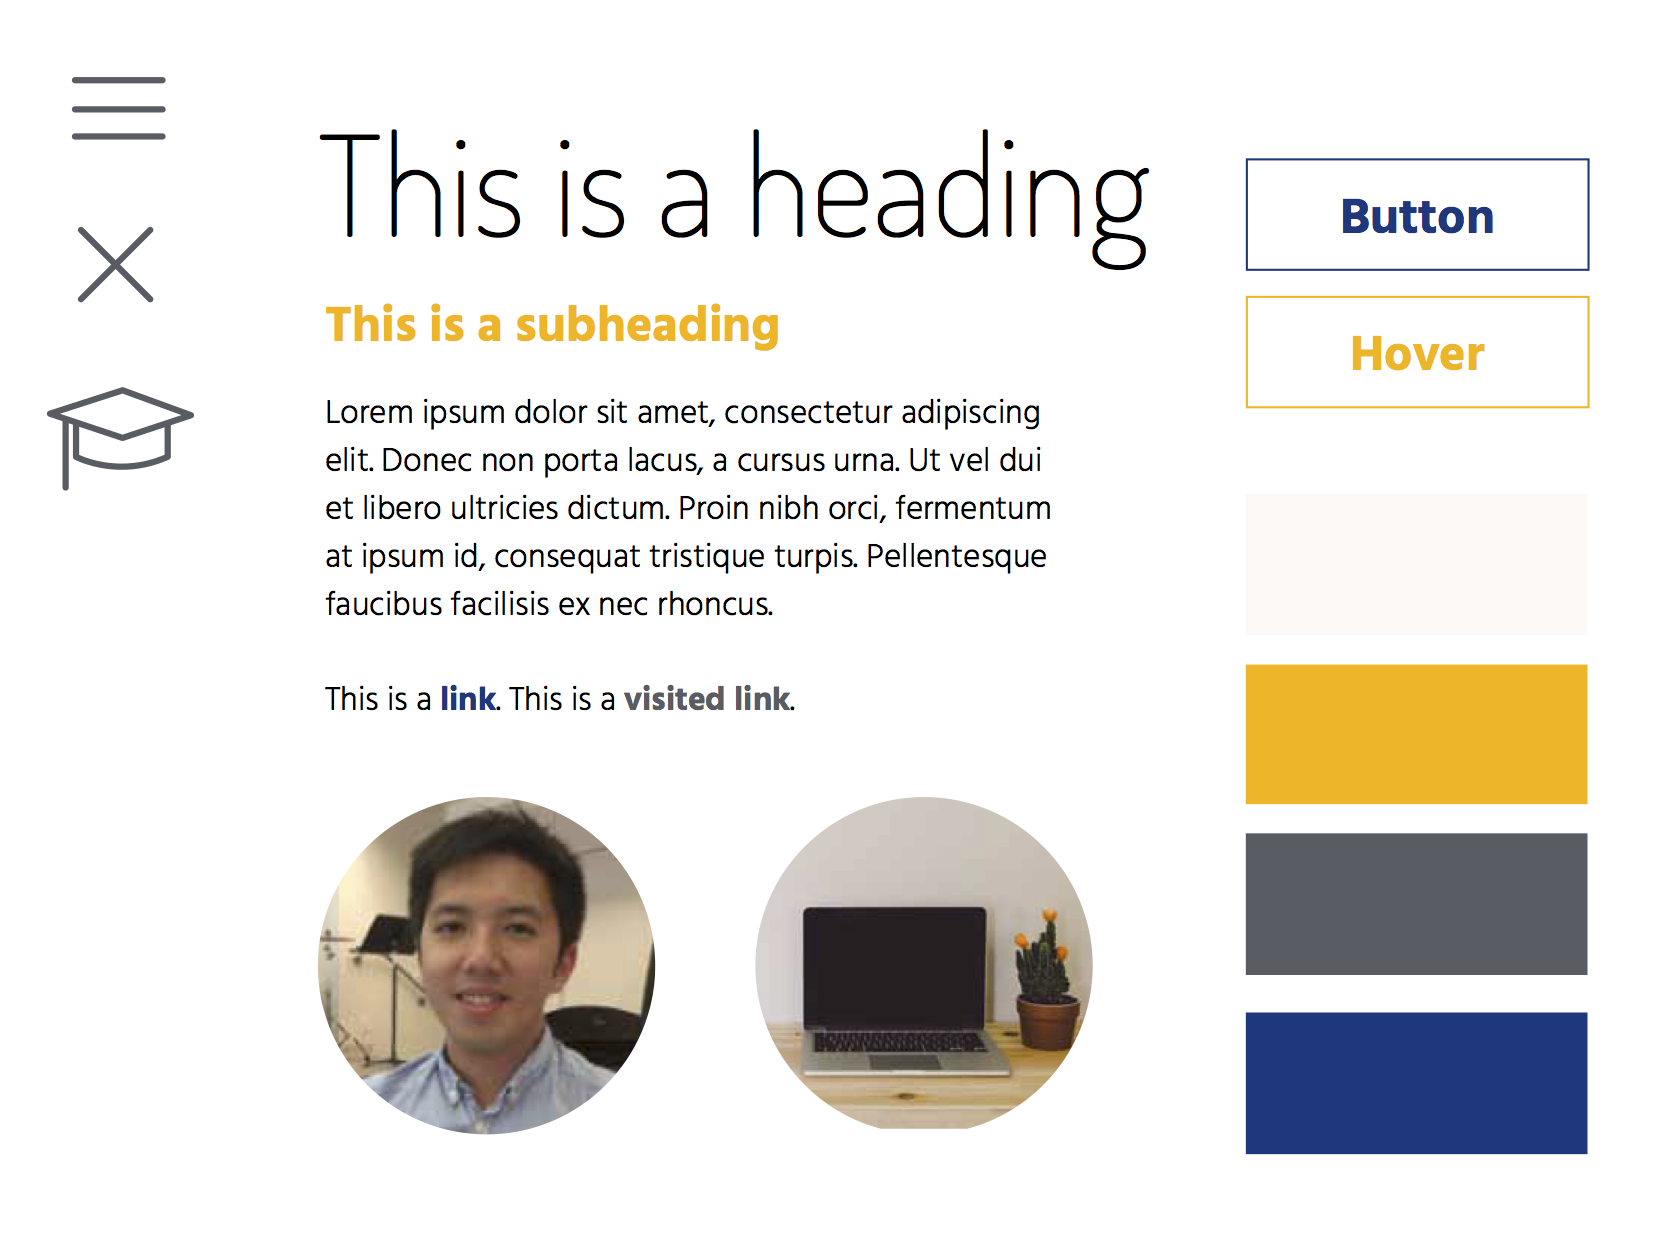 This is a heading
This is a subheading
Lorem ipsum dolor sit amet, consectetur adipiscing
elit. Donec non porta lacus, a cursus urna. Ut vel dui
et libero ultricies dictum. Proin nibh orci, fermentum
at ipsum id, consequat tristique turpis. Pellentesque
faucibus facilisis ex nec rhoncus.
This is a link. This is a visited link.
Button
Hover